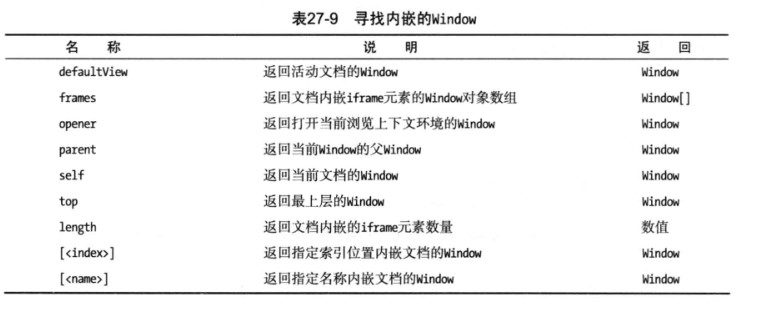 表27-9 寻找内嵌的Window
名 称 说 明 返 回
defaultView 返回活动文档的Window Window
frames 返回文档内嵌iframe元素的Window对象数组 Window[]
opener 返回打开当前浏览上下文环境的Window Window
parent 返回当前Window的父Window Window
self 返回当前文档的Window Window
top 返回最上层的Window Window
length 返回文档内嵌的iframe元素数量 数值
[<index>] 返回指定索引位置内嵌文档的Window Window
[<name>] 返回指定名称内嵌文档的Window Window